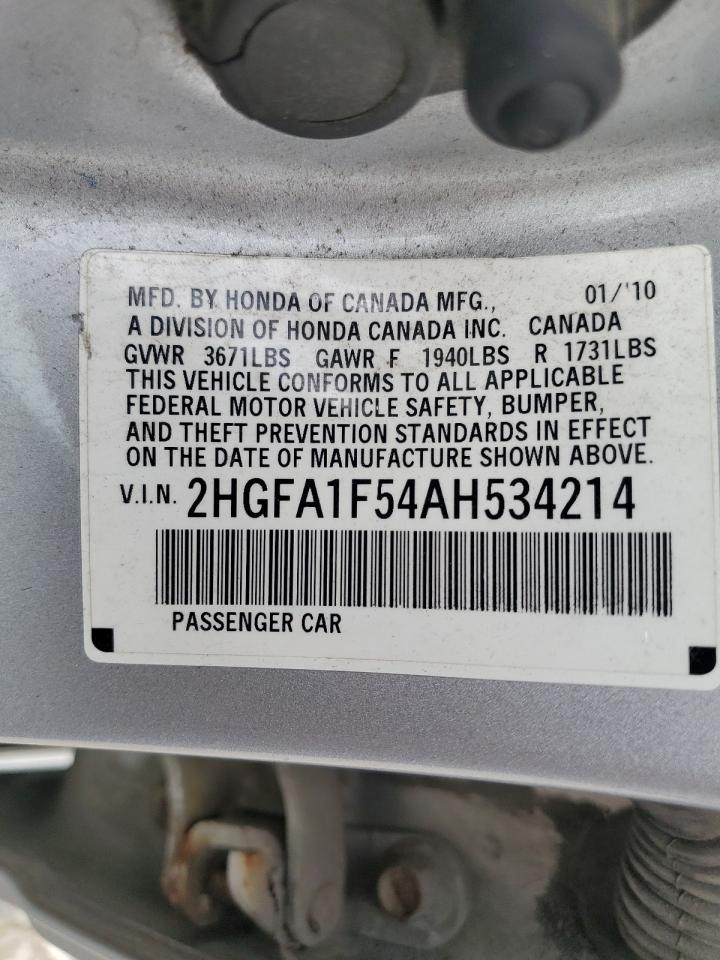 MFD. BY HONDA OF CANADA MFG., 01/'10
A DIVISION OF HONDA CANADA INC. CANADA
GVWR 3671LBS GAWR F 1940LBS R 1731LBS
THIS VEHICLE CONFORMS TO ALL APPLICABLE
FEDERAL MOTOR VEHICLE SAFETY, BUMPER,
AND THEFT PREVENTION STANDARDS IN EFFECT
ON THE DATE OF MANUFACTURE SHOWN ABOVE.
V.I.N. 2HGFA1F54AH534214
PASSENGER CAR